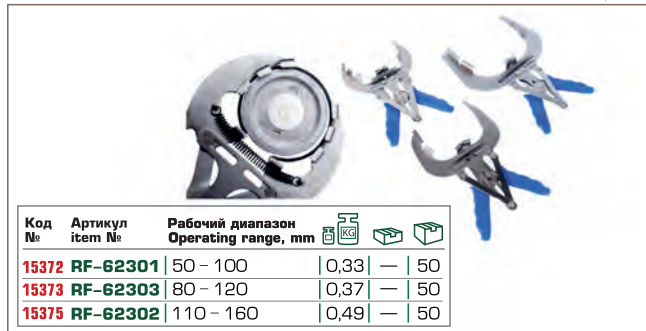 Код Артикул Рабочий диапазон
№ item № Operating range, mm KG
15372 RF-62301 50 – 100 0,33 — 50
15373 RF-62303 80 – 120 0,37 — 50
15375 RF-62302 110 – 160 0,49 — 50